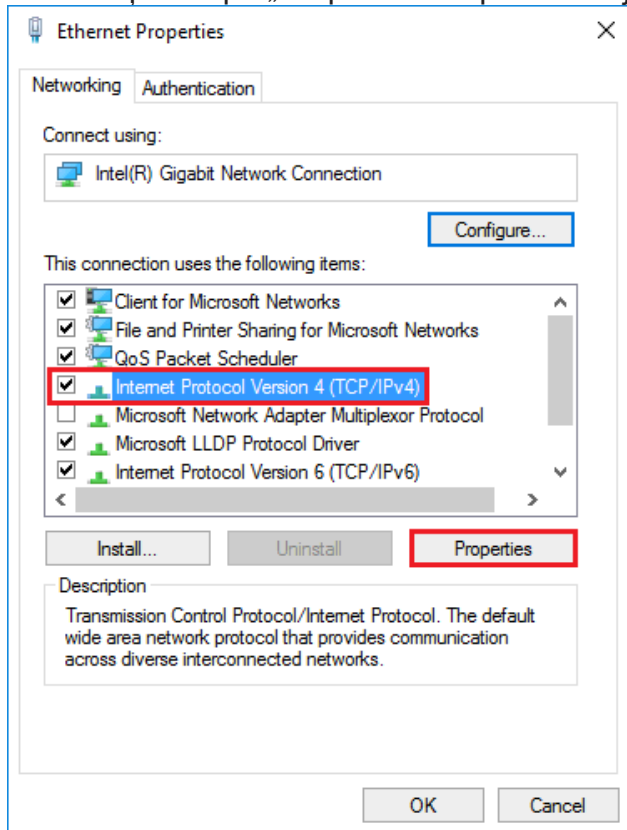 Ethernet Properties
Networking
Authentication
Connect using:
Intel(R) Gigabit Network Connection
Configure...
This connection uses the following items:
Client for Microsoft Networks
File and Printer Sharing for Microsoft Networks
QoS Packet Scheduler
Internet Protocol Version 4 (TCP/IPv4)
Microsoft Network Adapter Multiplexor Protocol
Microsoft LLDP Protocol Driver
Internet Protocol Version 6 (TCP/IPv6)
Install...
Uninstall
Properties
Description
Transmission Control Protocol/Internet Protocol. The default
wide area network protocol that provides communication
across diverse interconnected networks.
OK
Cancel